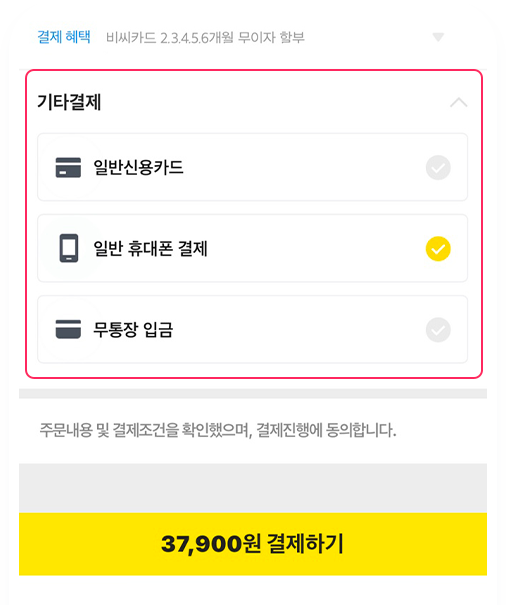 결제 혜택 비씨카드 2.3.4.5.6개월 무이자 할부
기타결제
일반신용카드
일반 휴대폰 결제
무통장 입금
주문내용 및 결제조건을 확인했으며, 결제진행에 동의합니다.
37,900원 결제하기